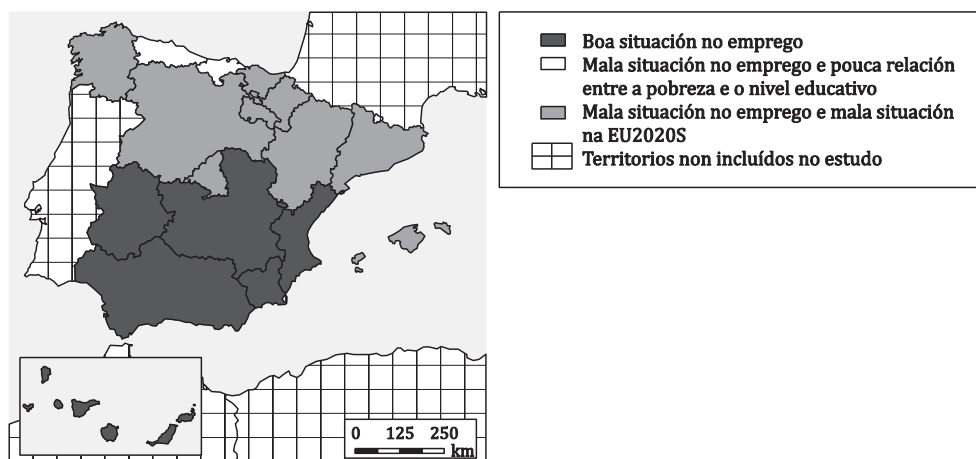 Boa situación no emprego
Mala situación no emprego e pouca relación
entre a pobreza e o nivel educativo
Mala situación no emprego e mala situación
na EU2020S
Territorios non incluídos no estudo
0 125 250
km